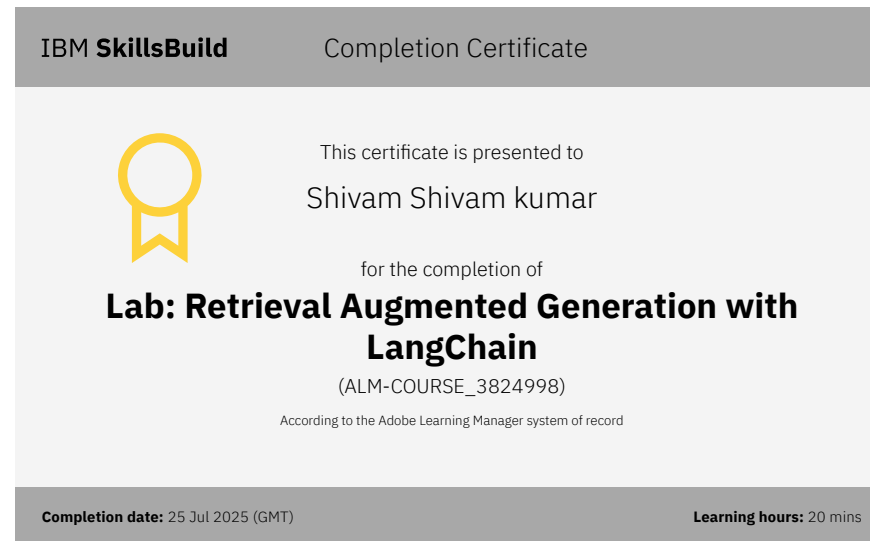 IBM SkillsBuild
Completion Certificate
This certificate is presented to
Shivam Shivam kumar
for the completion of
Lab: Retrieval Augmented Generation with
LangChain
(ALM-COURSE_3824998)
According to the Adobe Learning Manager system of record
Completion date: 25 Jul 2025 (GMT)
Learning hours: 20 mins